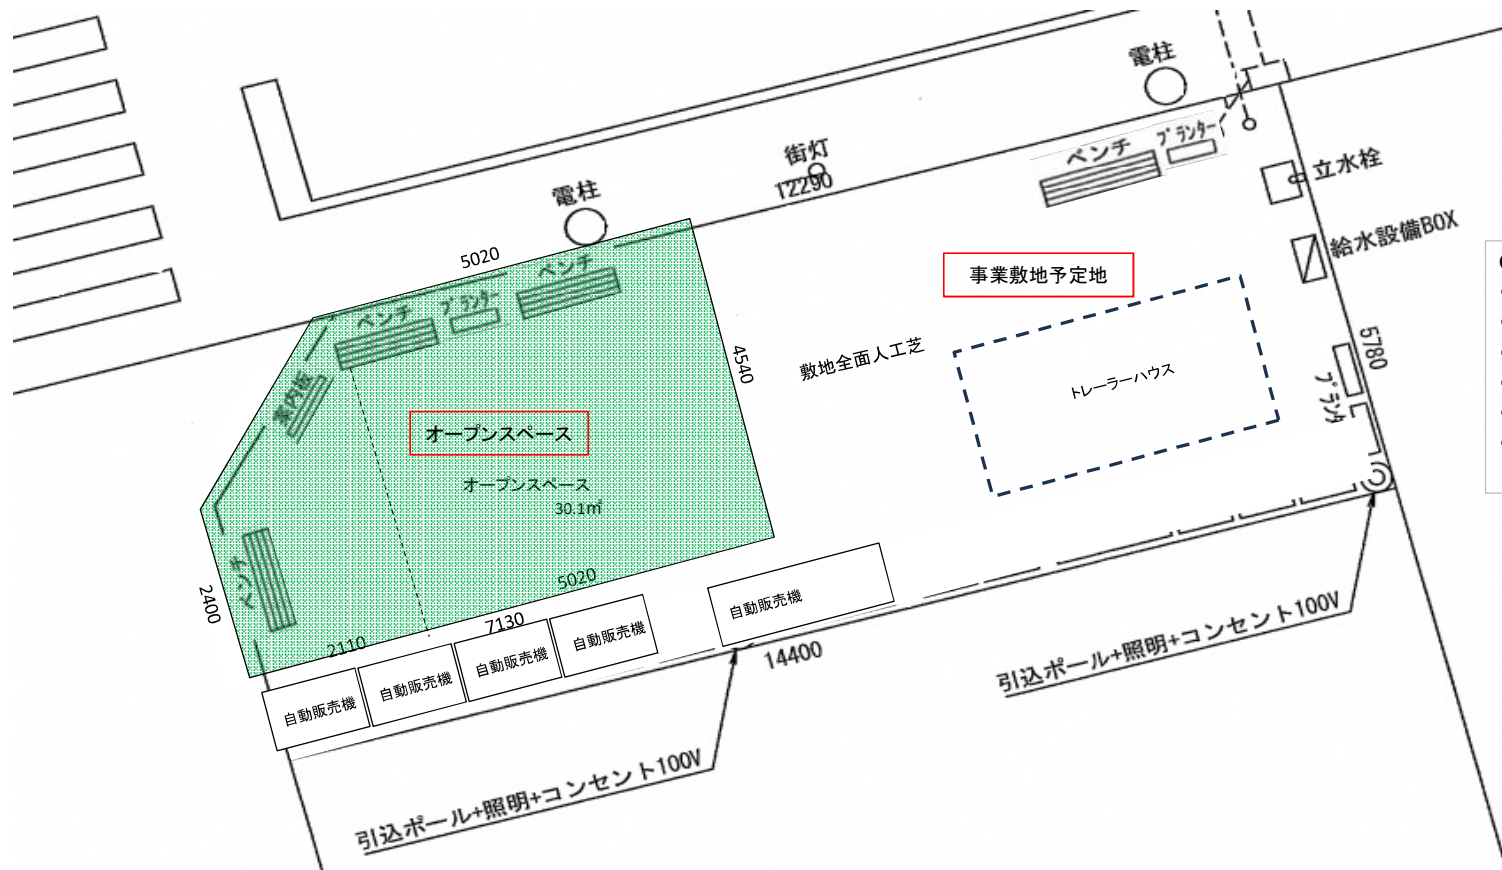 電柱
プランター
ベンチ
街灯
12290
立水栓
電柱
給水設備BOX
5020
ベンチ
事業敷地予定地
プランター
ベンチ
敷地全面人工芝
4540
5780
トレーラーハウス
案内板
プランタ
オープンスペース
オープンスペース
30.1㎡
ベンチ
2400
5020
2110
7130
自動販売機
自動販売機
自動販売機
自動販売機
自動販売機
14400
引込ポール+照明+コンセント100V
引込ポール+照明+コンセント100V